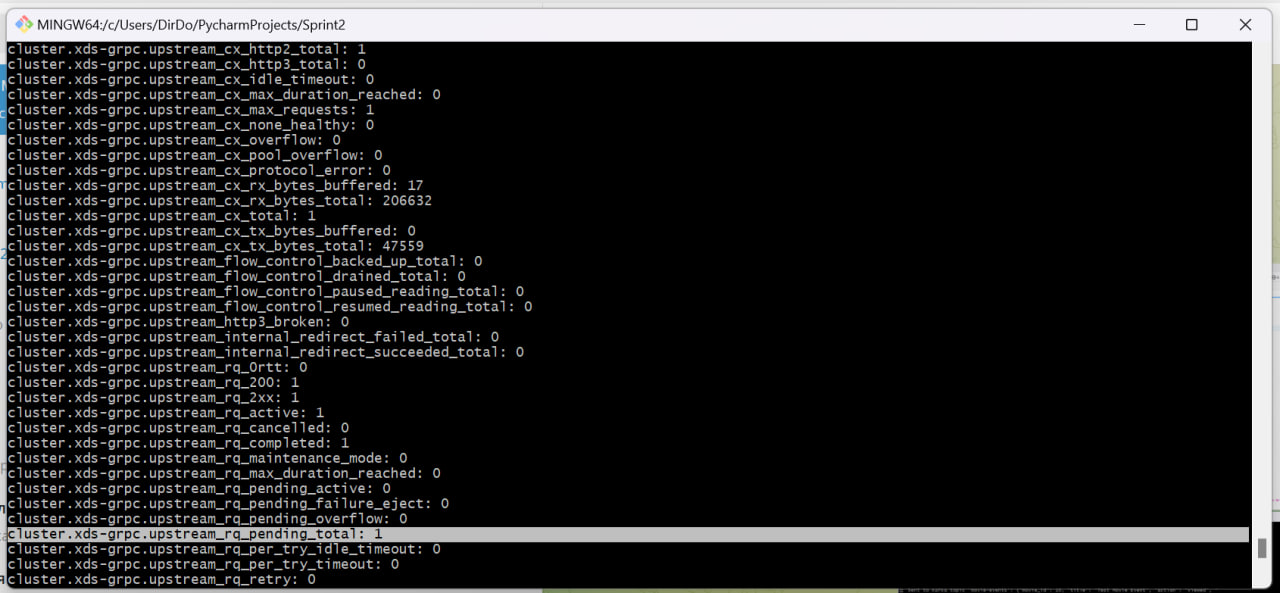 MINGW64:/c/Users/DirDo/PycharmProjects/Sprint2
cluster.xds-grpc.upstream_cx_http2_total: 1
cluster.xds-grpc.upstream_cx_http3_total: 0
cluster.xds-grpc.upstream_cx_idle_timeout: 0
cluster.xds-grpc.upstream_cx_max_duration_reached: 0
cluster.xds-grpc.upstream_cx_max_requests: 1
cluster.xds-grpc.upstream_cx_none_healthy: 0
cluster.xds-grpc.upstream_cx_overflow: 0
cluster.xds-grpc.upstream_cx_pool_overflow: 0
cluster.xds-grpc.upstream_cx_protocol_error: 0
cluster.xds-grpc.upstream_cx_rx_bytes_buffered: 17
cluster.xds-grpc.upstream_cx_rx_bytes_total: 206632
cluster.xds-grpc.upstream_cx_total: 1
cluster.xds-grpc.upstream_cx_tx_bytes_buffered: 0
cluster.xds-grpc.upstream_cx_tx_bytes_total: 47559
cluster.xds-grpc.upstream_flow_control_backed_up_total: 0
cluster.xds-grpc.upstream_flow_control_drained_total: 0
cluster.xds-grpc.upstream_flow_control_paused_reading_total: 0
cluster.xds-grpc.upstream_flow_control_resumed_reading_total: 0
cluster.xds-grpc.upstream_http3_broken: 0
cluster.xds-grpc.upstream_internal_redirect_failed_total: 0
cluster.xds-grpc.upstream_internal_redirect_succeeded_total: 0
cluster.xds-grpc.upstream_rq_0rtt: 0
cluster.xds-grpc.upstream_rq_200: 1
cluster.xds-grpc.upstream_rq_2xx: 1
cluster.xds-grpc.upstream_rq_active: 1
cluster.xds-grpc.upstream_rq_cancelled: 0
cluster.xds-grpc.upstream_rq_completed: 1
cluster.xds-grpc.upstream_rq_maintenance_mode: 0
cluster.xds-grpc.upstream_rq_max_duration_reached: 0
cluster.xds-grpc.upstream_rq_pending_active: 0
cluster.xds-grpc.upstream_rq_pending_failure_eject: 0
cluster.xds-grpc.upstream_rq_pending_overflow: 0
cluster.xds-grpc.upstream_rq_pending_total: 1
cluster.xds-grpc.upstream_rq_per_try_idle_timeout: 0
cluster.xds-grpc.upstream_rq_per_try_timeout: 0
cluster.xds-grpc.upstream_rq_retry: 0